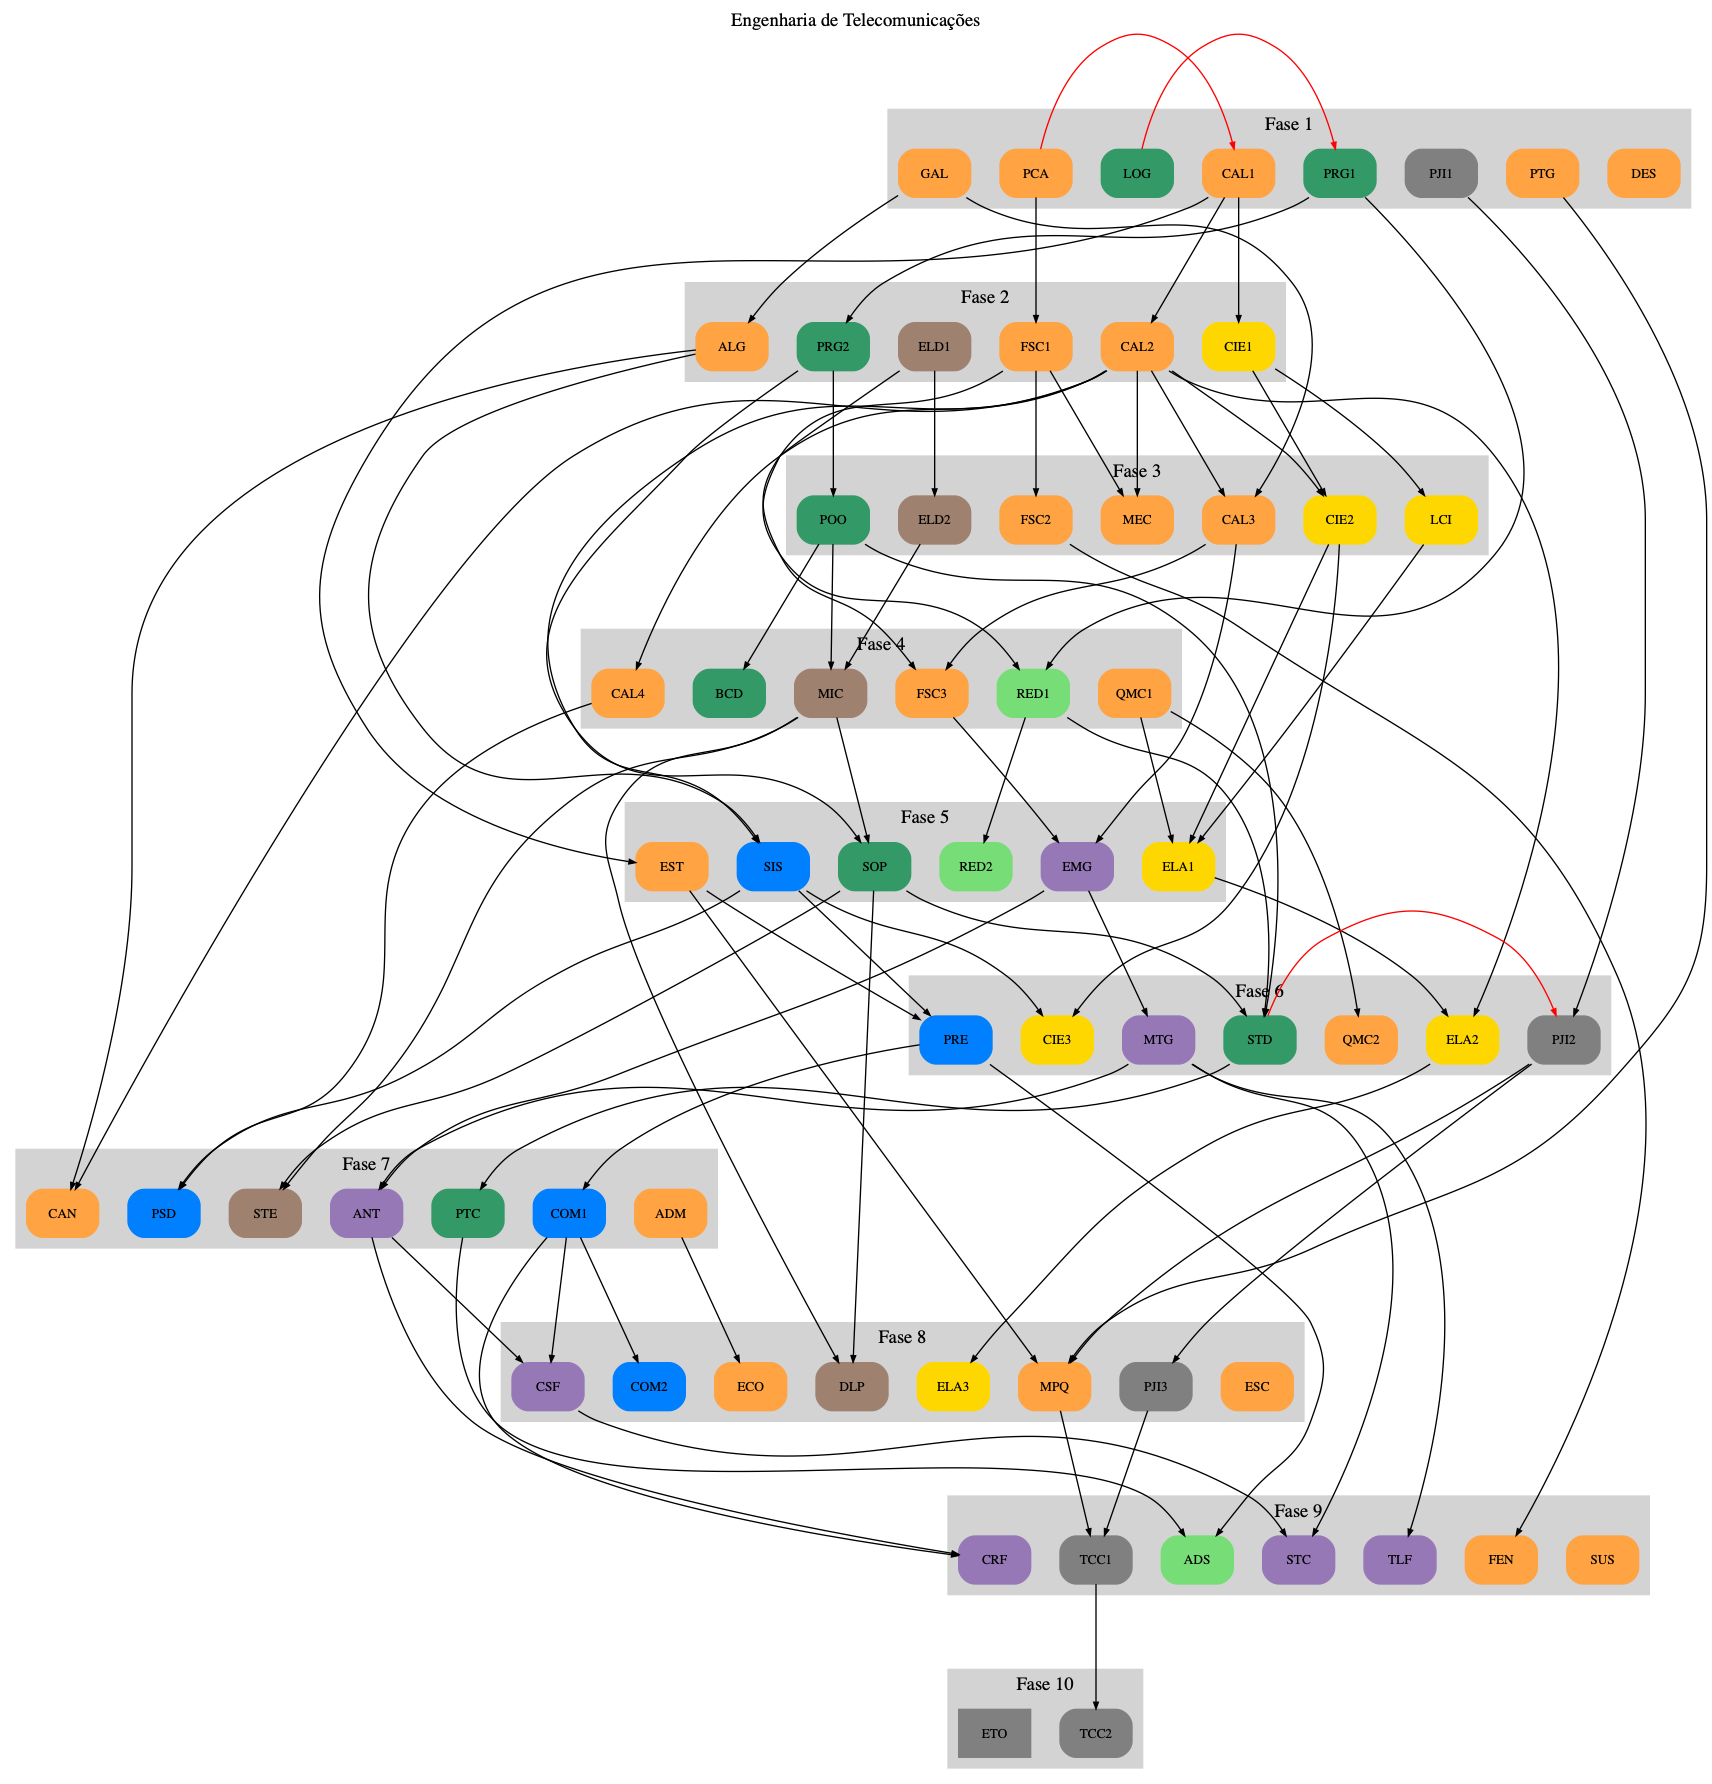 Engenharia de Telecomunicações
Fase 1
GAL PCA LOG CAL1 PRG1 PJI1 PTG DES
Fase 2
ALG PRG2 ELD1 FSC1 CAL2 CIE1
Fase 3
POO ELD2 FSC2 MEC CAL3 CIE2 LCI
Fase 4
CAL4 BCD MIC FSC3 RED1 QMC1
Fase 5
EST SIS SOP RED2 EMG ELA1
Fase 6
PRE CIE3 MTG STD QMC2 ELA2 PJI2
Fase 7
CAN PSD STE ANT PTC COM1 ADM
Fase 8
CSF COM2 ECO DLP ELA3 MPQ PJI3 ESC
Fase 9
CRF TCC1 ADS STC TLF FEN SUS
Fase 10
ETO TCC2